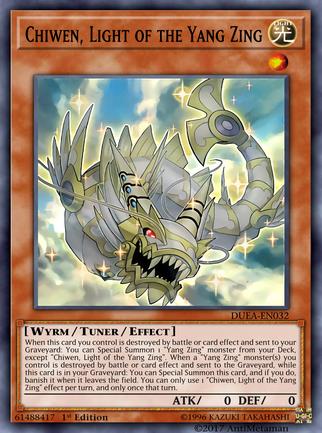 CHIWEN, LIGHT OF THE YANG ZING
LIGHT
光
DUEA-EN032
[WYRM / TUNER / EFFECT]
When this card you control is destroyed by battle or card effect and sent to your
Graveyard: You can Special Summon 1 "Yang Zing" monster from your Deck,
except "Chiwen, Light of the Yang Zing". When a "Yang Zing" monster(s) you
control is destroyed by battle or card effect and sent to the Graveyard, while
this card is in your Graveyard: You can Special Summon this card, and if you do,
banish it when it leaves the field. You can only use 1 "Chiwen, Light of the Yang
Zing" effect per turn, and only once that turn.
ATK/ 0 DEF/ 0
61488417 1st Edition ©1996 KAZUKI TAKAHASHI
©2017 AntiMetaman